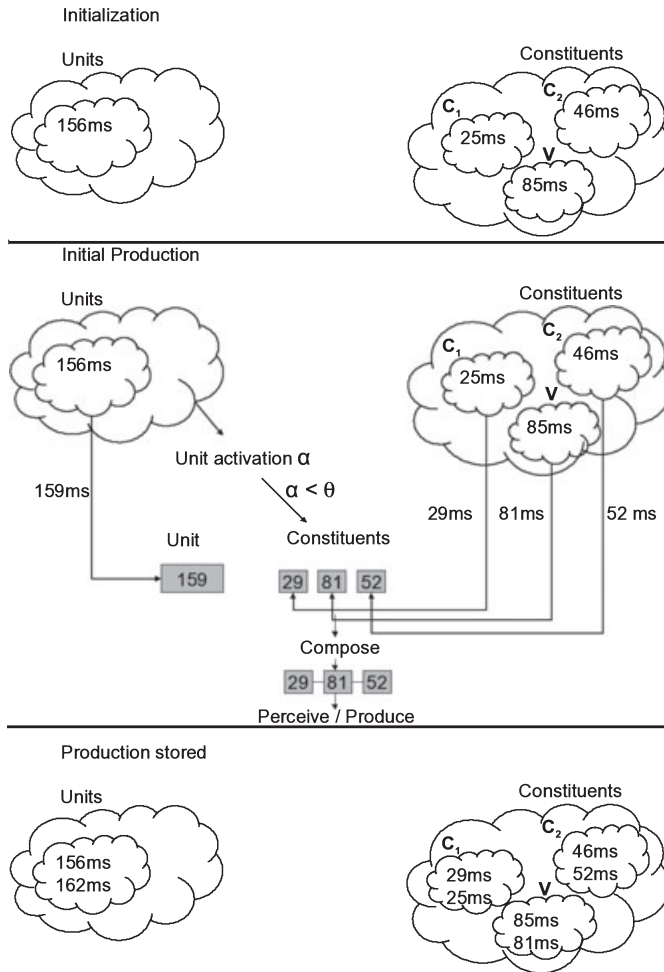 Initialization
Units
Constituents
156ms
C₁
25ms
C₂
46ms
V
85ms
Initial Production
Units
Constituents
156ms
C₁
25ms
C₂
46ms
V
85ms
Unit activation α
α < θ
159ms
29ms
81ms
52 ms
Unit
Constituents
159
29
81
52
Compose
29
81
52
Perceive / Produce
Production stored
Units
Constituents
156ms
162ms
C₁
29ms
25ms
C₂
46ms
52ms
V
85ms
81ms